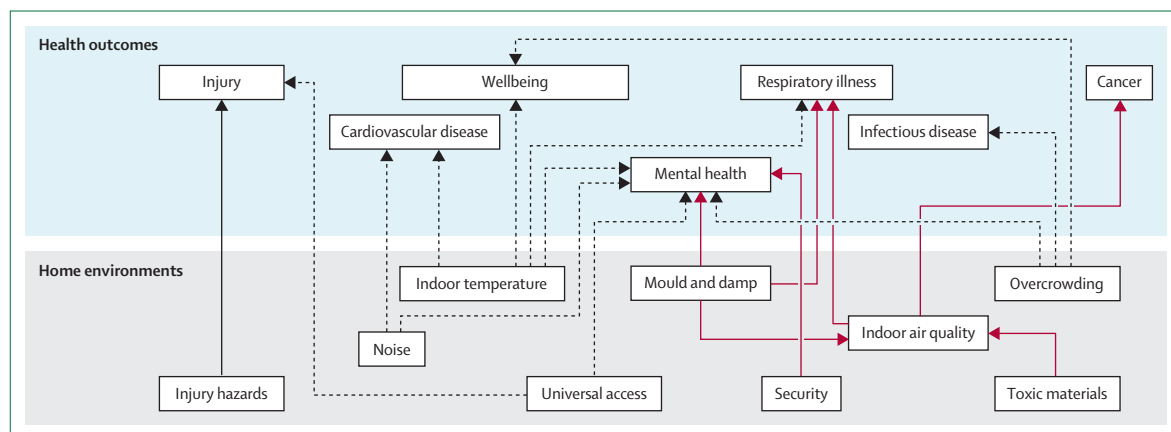 Health outcomes
Injury
Wellbeing
Respiratory illness
Cancer
Cardiovascular disease
Infectious disease
Mental health
Home environments
Indoor temperature
Mould and damp
Overcrowding
Noise
Indoor air quality
Injury hazards
Universal access
Security
Toxic materials